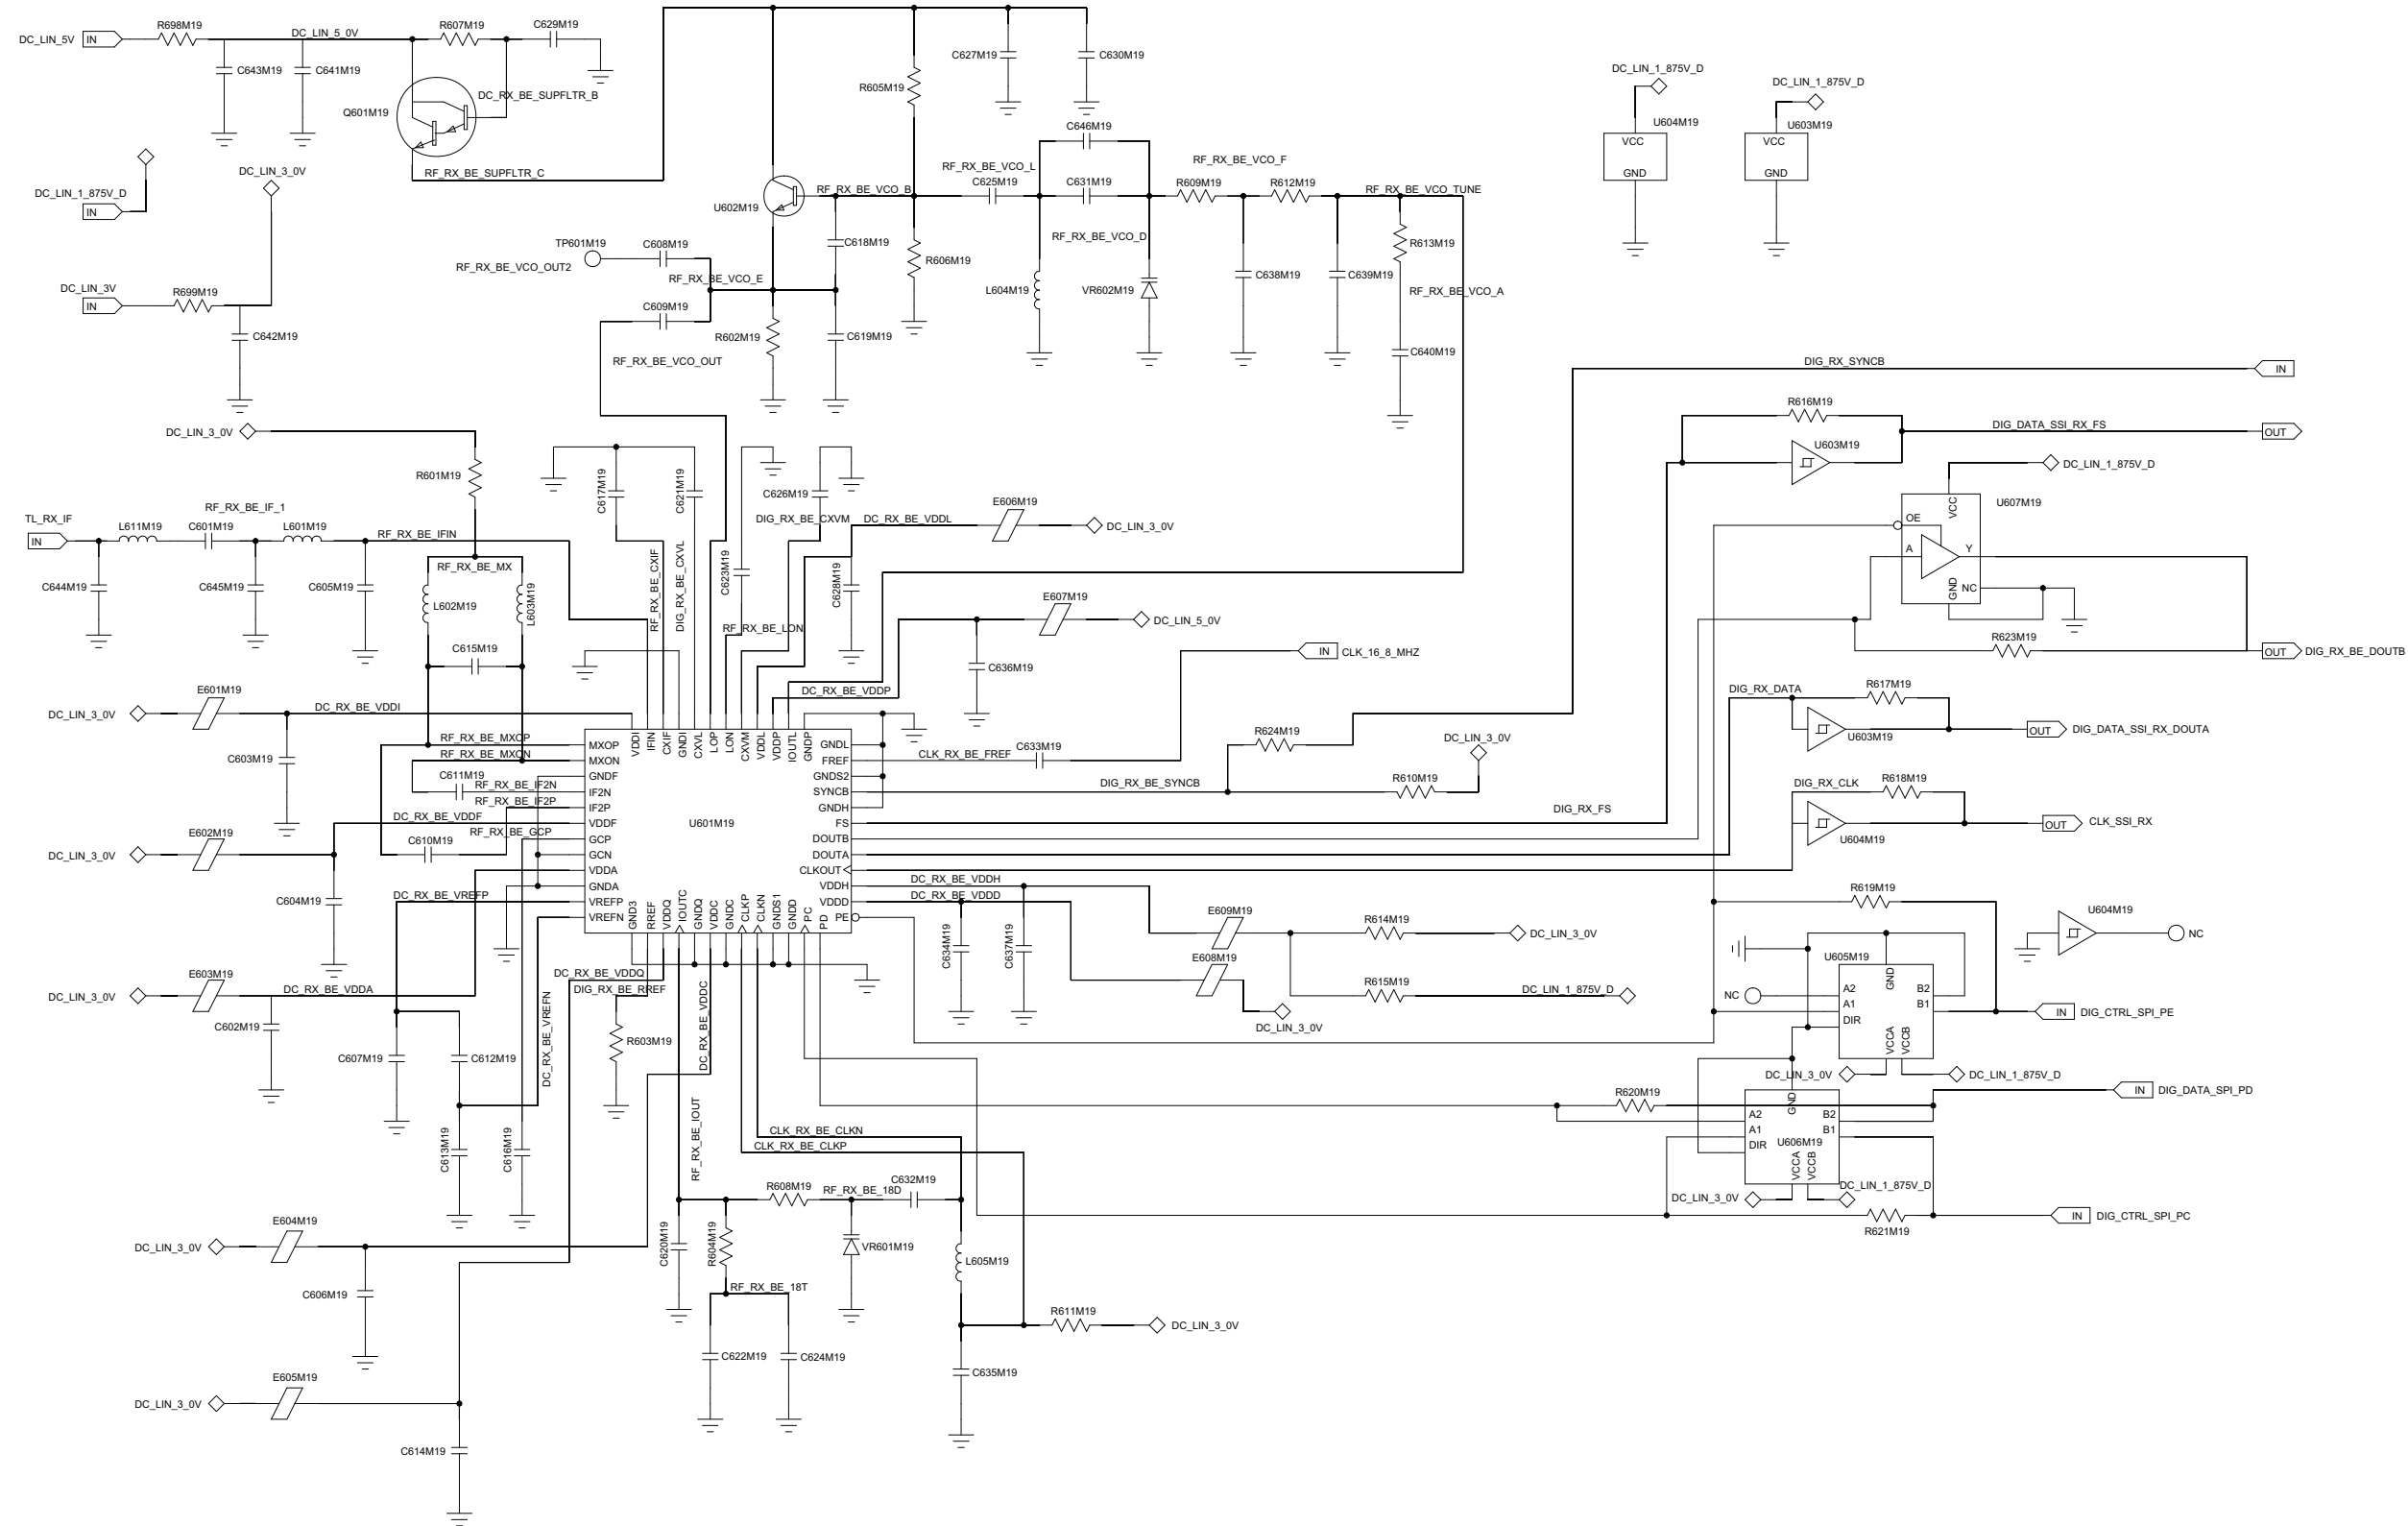 R698M19
R607M19
C629M19
DC_LIN_5V
IN
DC_LIN_5_0V
C643M19
C641M19
DC_RX_BE_SUPFLTR_B
Q601M19
RF_RX_BE_SUPFLTR_C
C627M19
C630M19
R605M19
DC_LIN_1_875V_D
DC_LIN_1_875V_D
U604M19
U603M19
VCC
GND
VCC
GND
DC_LIN_1_875V_D
IN
DC_LIN_3_0V
DC_LIN_3V
IN
R699M19
C642M19
C646M19
RF_RX_BE_VCO_L
C625M19
C631M19
RF_RX_BE_VCO_F
R609M19
R612M19
RF_RX_BE_VCO_TUNE
RF_RX_BE_VCO_B
U602M19
C618M19
R606M19
RF_RX_BE_VCO_D
R613M19
TP601M19
C608M19
RF_RX_BE_VCO_OUT2
RF_RX_BE_VCO_E
L604M19
VR602M19
C638M19
C639M19
RF_RX_BE_VCO_A
C609M19
R602M19
C619M19
C640M19
RF_RX_BE_VCO_OUT
DIG_RX_SYNCB
IN
R616M19
DIG_DATA_SSI_RX_FS
OUT
U603M19
DC_LIN_1_875V_D
U607M19
VCC
OE
A
Y
GND
NC
R623M19
OUT
DIG_RX_BE_DOUTB
DC_LIN_3_0V
R601M19
C617M19
C621M19
C626M19
DIG_RX_BE_CXVM
DC_RX_BE_VDDL
E606M19
DC_LIN_3_0V
TL_RX_IF
IN
L611M19
C601M19
RF_RX_BE_IF_1
L601M19
RF_RX_BE_IFIN
C644M19
C645M19
C605M19
RF_RX_BE_MX
L602M19
L603M19
RF_RX_BE_CXIF
DIG_RX_BE_CXVL
C623M19
C628M19
RF_RX_BE_LON
E607M19
DC_LIN_5_0V
C636M19
IN
CLK_16_8_MHZ
C615M19
DC_RX_BE_VDDP
E601M19
DC_LIN_3_0V
DC_RX_BE_VDDI
C603M19
VDDI
IFIN
CXIF
GNDI
CXVL
LOP
LON
CXVM
VDDL
VDDP
IOUTL
GNDP
RF_RX_BE_MXOP
RF_RX_BE_MXON
C611M19
RF_RX_BE_IF2N
RF_RX_BE_IF2P
DC_RX_BE_VDDF
RF_RX_BE_GCP
C610M19
MXOP
MXON
GNDF
IF2N
IF2P
VDDF
GCP
GCN
VDDA
GNDA
VREFP
VREFN
U601M19
GNDL
FREF
GNDS2
SYNCB
GNDH
FS
DOUTB
DOUTA
CLKOUT
VDDH
VDDD
PE
GND3
RREF
VDDQ
IOUTC
GNDQ
VDDC
GNDC
CLKP
CLKN
GNDS1
GNDD
PC
PD
CLK_RX_BE_FREF
C633M19
R624M19
DC_LIN_3_0V
DIG_RX_BE_SYNCB
R610M19
DIG_RX_FS
DIG_RX_DATA
R617M19
U603M19
OUT
DIG_DATA_SSI_RX_DOUTA
DIG_RX_CLK
R618M19
U604M19
OUT
CLK_SSI_RX
E602M19
DC_LIN_3_0V
C604M19
DC_RX_BE_VREFP
DC_RX_BE_VDDH
DC_RX_BE_VDDD
C634M19
C637M19
E609M19
R614M19
DC_LIN_3_0V
E608M19
R615M19
DC_LIN_1_875V_D
DC_LIN_3_0V
R619M19
U604M19
NC
U605M19
GND
A2
A1
DIR
B2
B1
VCCA
VCCB
NC
IN
DIG_CTRL_SPI_PE
DC_LIN_3_0V
DC_LIN_1_875V_D
E603M19
DC_LIN_3_0V
DC_RX_BE_VDDA
C602M19
DC_RX_BE_VDDQ
DIG_RX_BE_RREF
DC_RX_BE_VREFN
DC_RX_BE_VDDC
R603M19
C607M19
C612M19
C613M19
C616M19
RF_RX_BE_IOUT
CLK_RX_BE_CLKN
CLK_RX_BE_CLKP
R620M19
IN
DIG_DATA_SPI_PD
GND
A2
A1
DIR
B2
B1
U606M19
VCCA
VCCB
DC_LIN_3_0V
DC_LIN_1_875V_D
IN
DIG_CTRL_SPI_PC
R621M19
R608M19
RF_RX_BE_18D
C632M19
C620M19
R604M19
VR601M19
L605M19
RF_RX_BE_18T
E604M19
DC_LIN_3_0V
C606M19
R611M19
DC_LIN_3_0V
C622M19
C624M19
C635M19
E605M19
DC_LIN_3_0V
C614M19